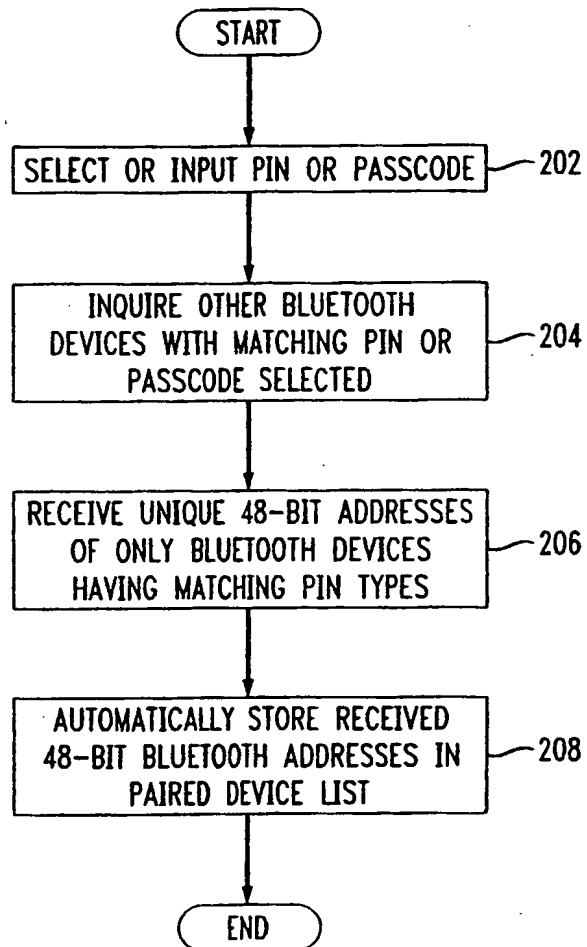 START
SELECT OR INPUT PIN OR PASSCODE
202
INQUIRE OTHER BLUETOOTH
DEVICES WITH MATCHING PIN OR
PASSCODE SELECTED
204
RECEIVE UNIQUE 48-BIT ADDRESSES
OF ONLY BLUETOOTH DEVICES
HAVING MATCHING PIN TYPES
206
AUTOMATICALLY STORE RECEIVED
48-BIT BLUETOOTH ADDRESSES IN
PAIRED DEVICE LIST
208
END